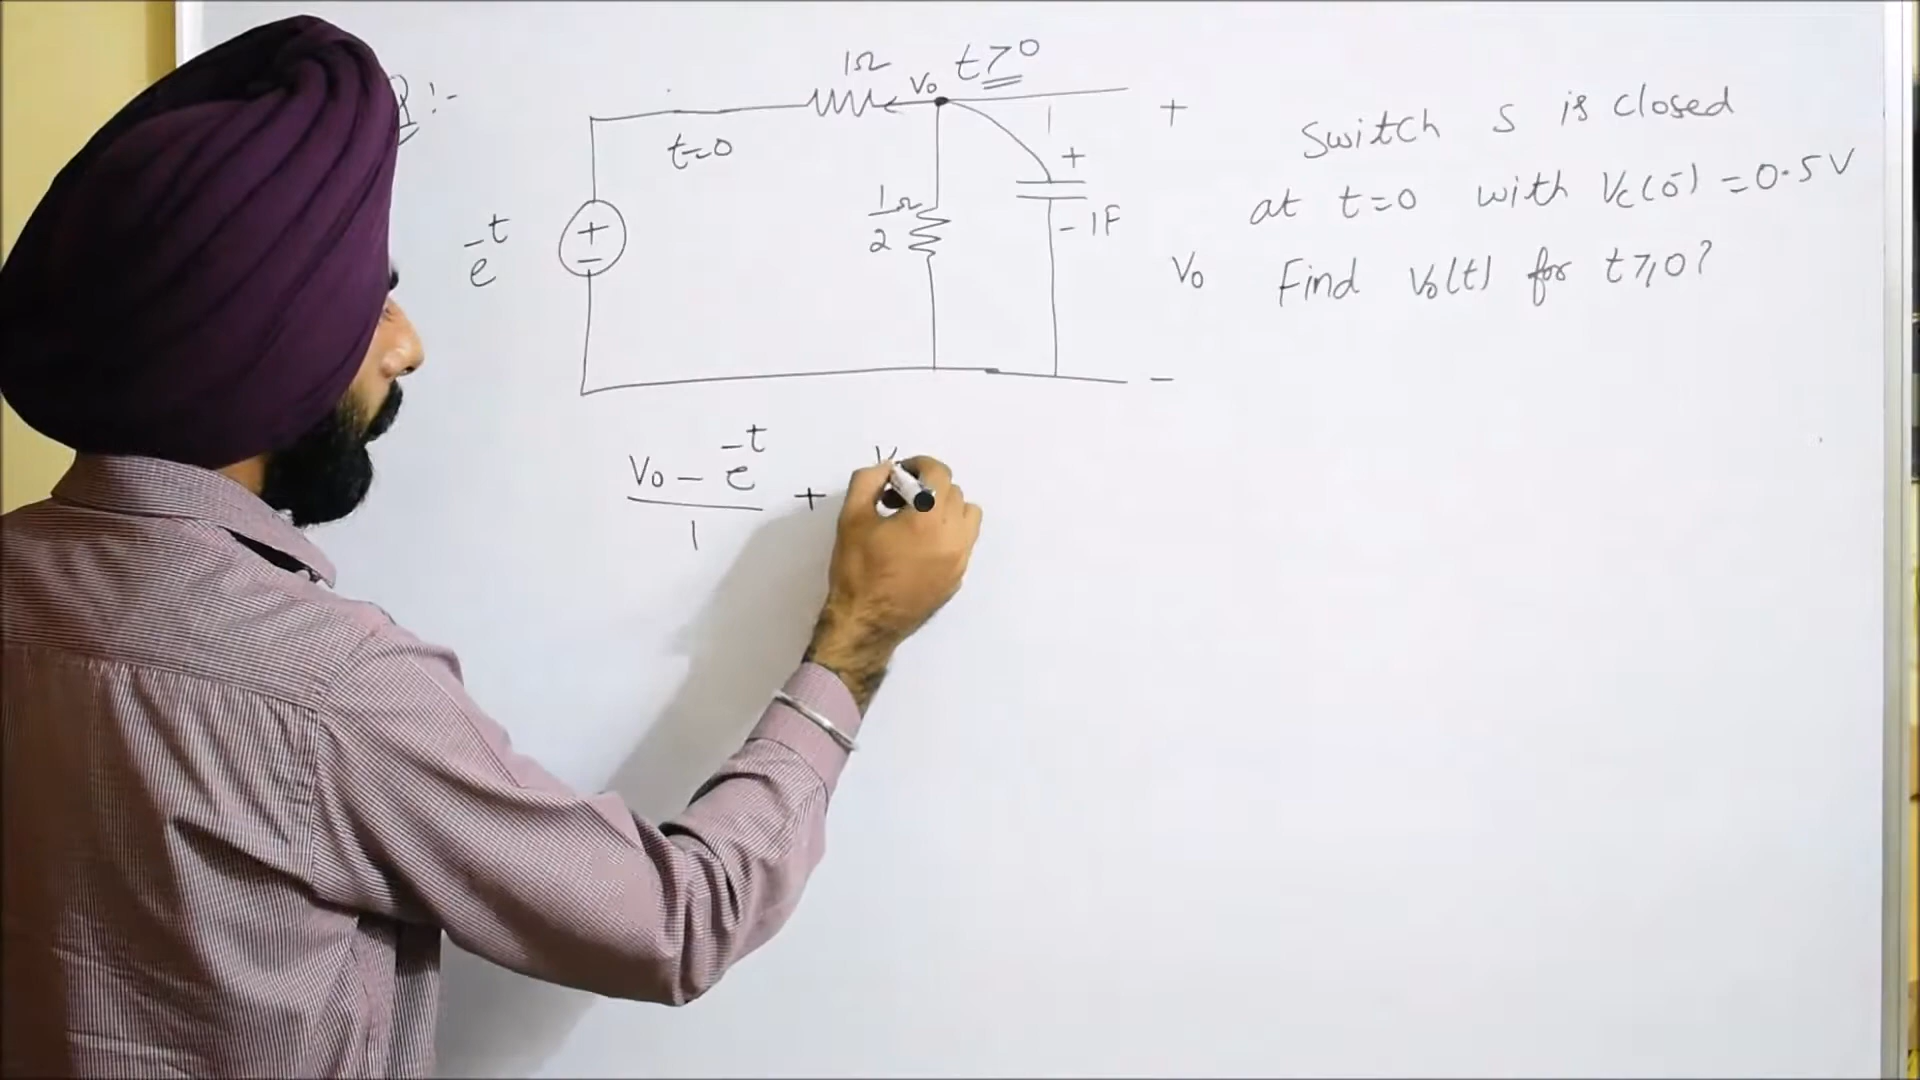 Q:-
1Ω
V₀
t>0
t=0
e^-t
+
-
1/2 Ω
+
- 1F
+
V₀
-
Switch S is closed
at t=0 with Vc(0⁻) = 0.5V
Find V₀(t) for t≥0?
(V₀ - e^-t)/1 + V